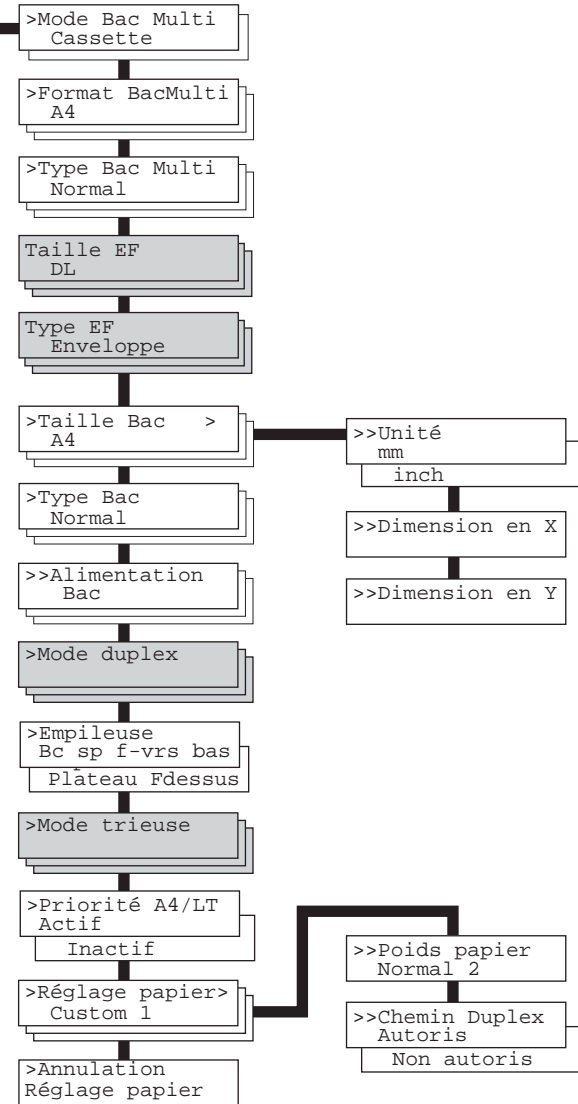 >Mode Bac Multi
Cassette
>Format BacMulti
A4
>Type Bac Multi
Normal
Taille EF
DL
Type EF
Enveloppe
>Taille Bac >
A4
>>Unité
mm
inch
>Type Bac
Normal
>>Dimension en X
>>Alimentation
Bac
>>Dimension en Y
>Mode duplex
>Empileuse
Bc sp f-vrs bas
Plateau Fdessus
>Mode trieuse
>Priorité A4/LT
Actif
Inactif
>Réglage papier>
Custom 1
>>Poids papier
Normal 2
>>Chemin Duplex
Autoris
Non autoris
>Annulation
Réglage papier